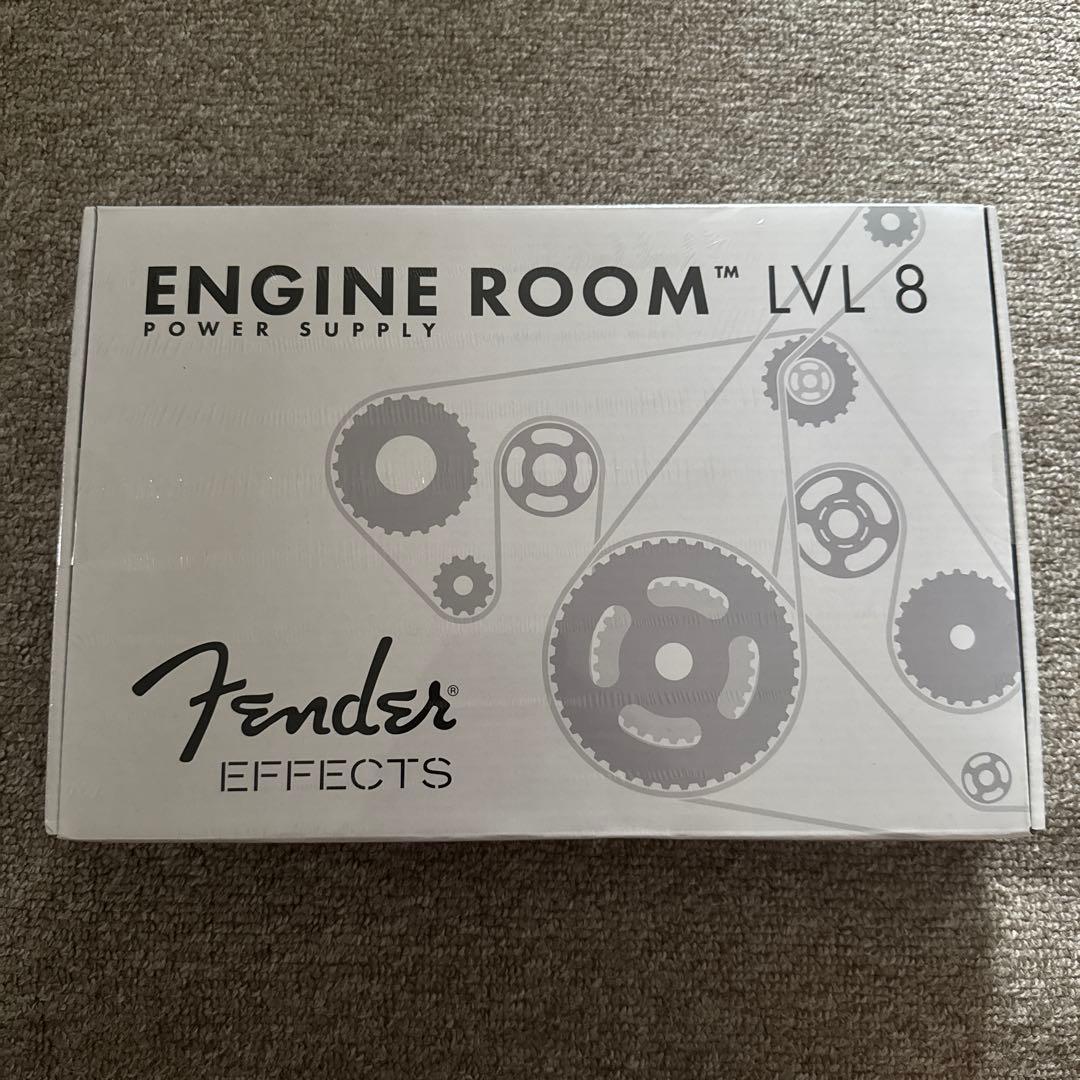 ENGINE ROOM™ LVL 8
POWER SUPPLY
Fender®
EFFECTS